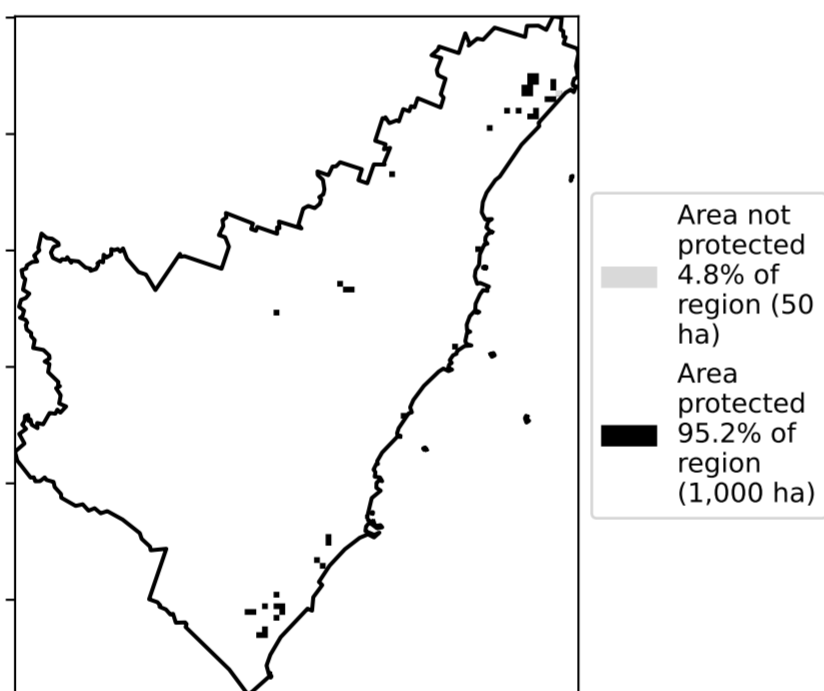 Area not
protected
4.8% of
region (50
ha)
Area
protected
95.2% of
region
(1,000 ha)